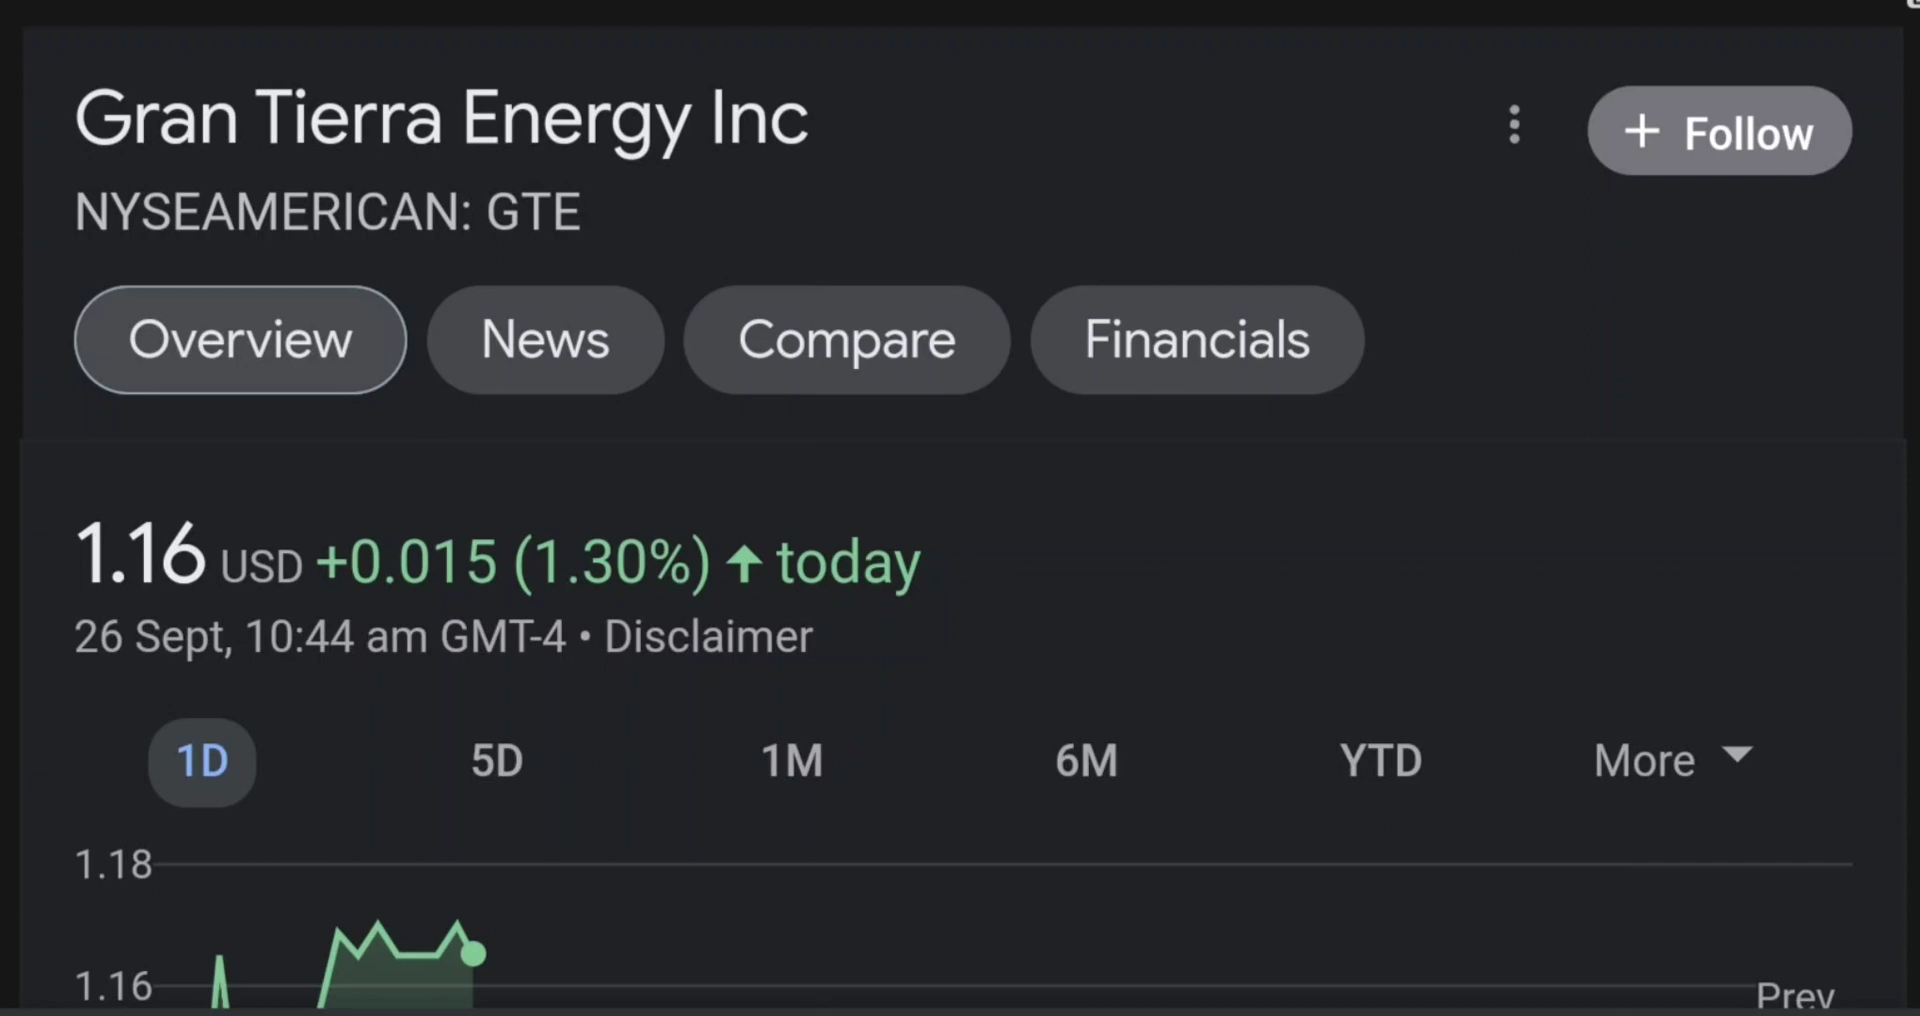 Gran Tierra Energy Inc
+ Follow
NYSEAMERICAN: GTE
Overview News Compare Financials
1.16 USD +0.015 (1.30%) ↑ today
26 Sept, 10:44 am GMT-4 • Disclaimer
1D 5D 1M 6M YTD More
1.18
1.16
Prev